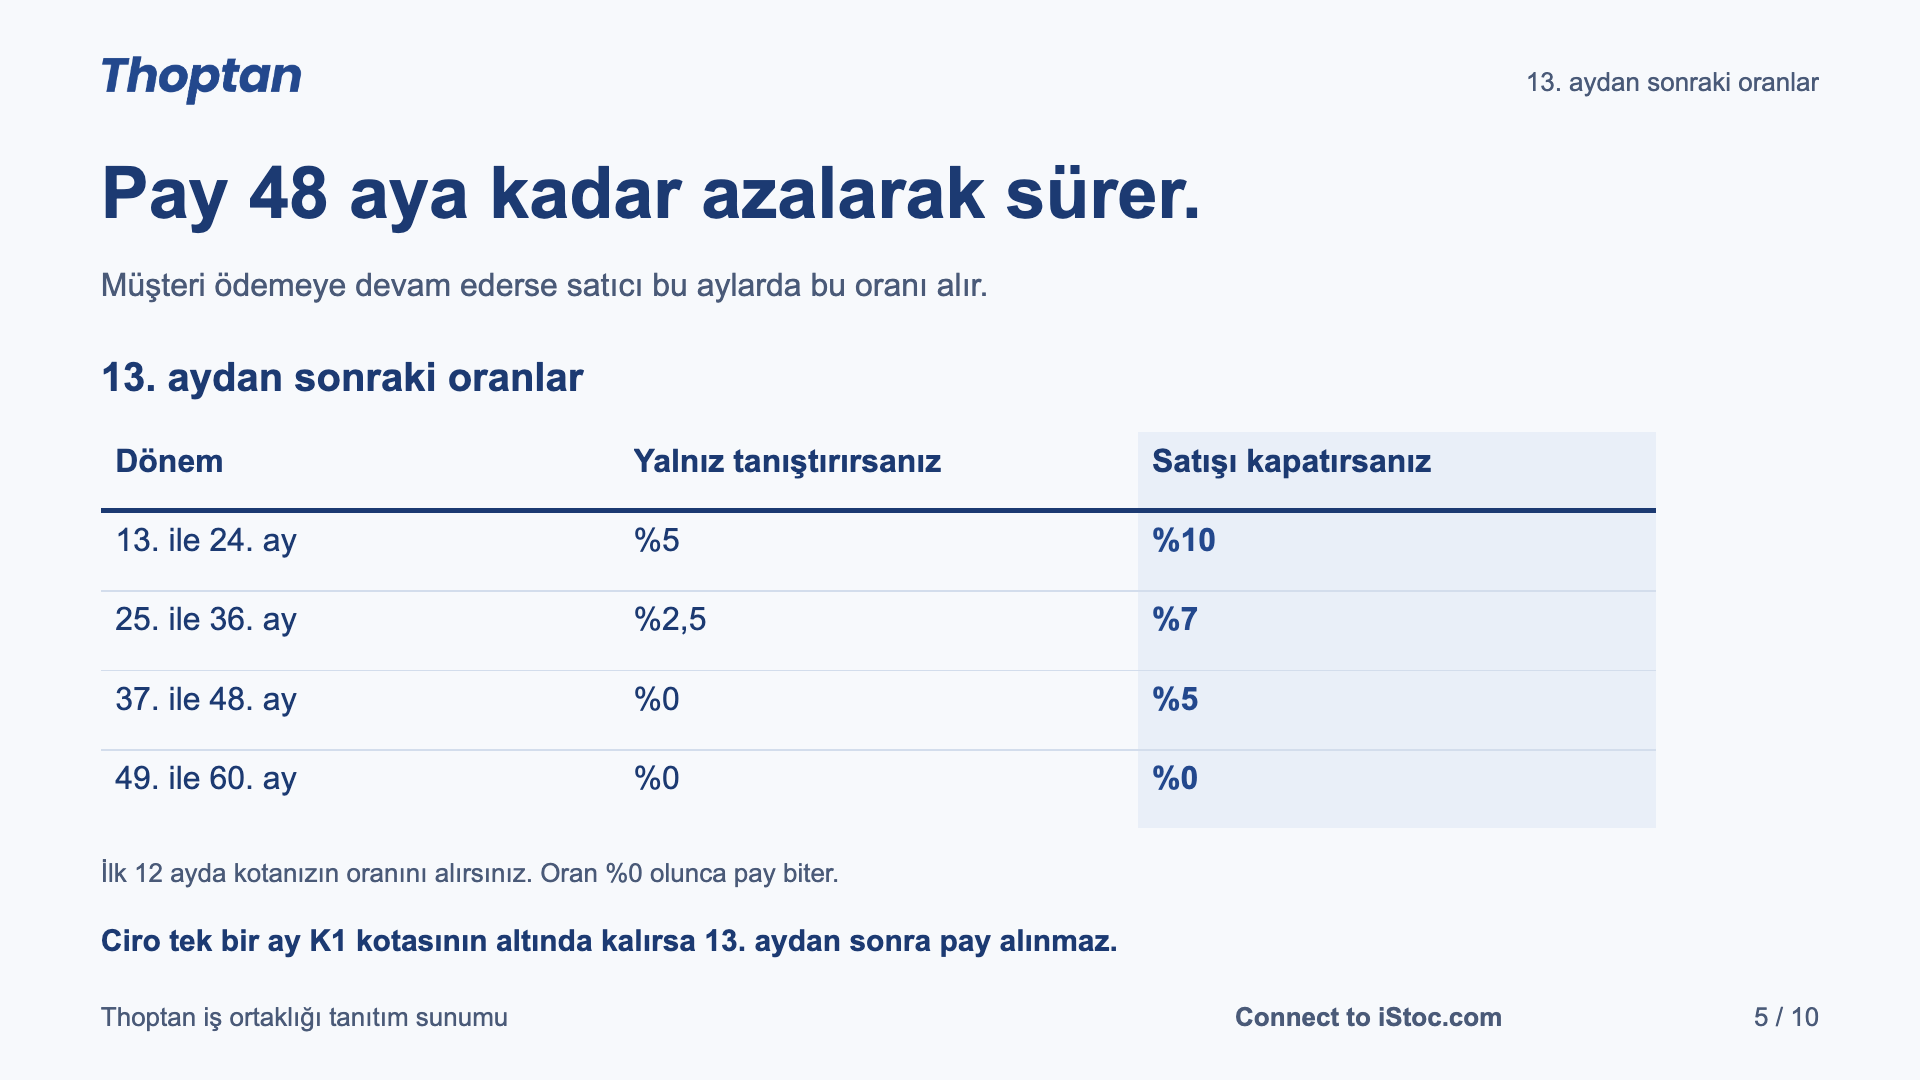 Thoptan
13. aydan sonraki oranlar
Pay 48 aya kadar azalarak sürer.
Müşteri ödemeye devam ederse satıcı bu aylarda bu oranı alır.
13. aydan sonraki oranlar
Dönem Yalnız tanıştırırsanız Satışı kapatırsanız
13. ile 24. ay %5 %10
25. ile 36. ay %2,5 %7
37. ile 48. ay %0 %5
49. ile 60. ay %0 %0
İlk 12 ayda kotanızın oranını alırsınız. Oran %0 olunca pay biter.
Ciro tek bir ay K1 kotasının altında kalırsa 13. aydan sonra pay alınmaz.
Thoptan iş ortaklığı tanıtım sunumu Connect to iStoc.com 5 / 10